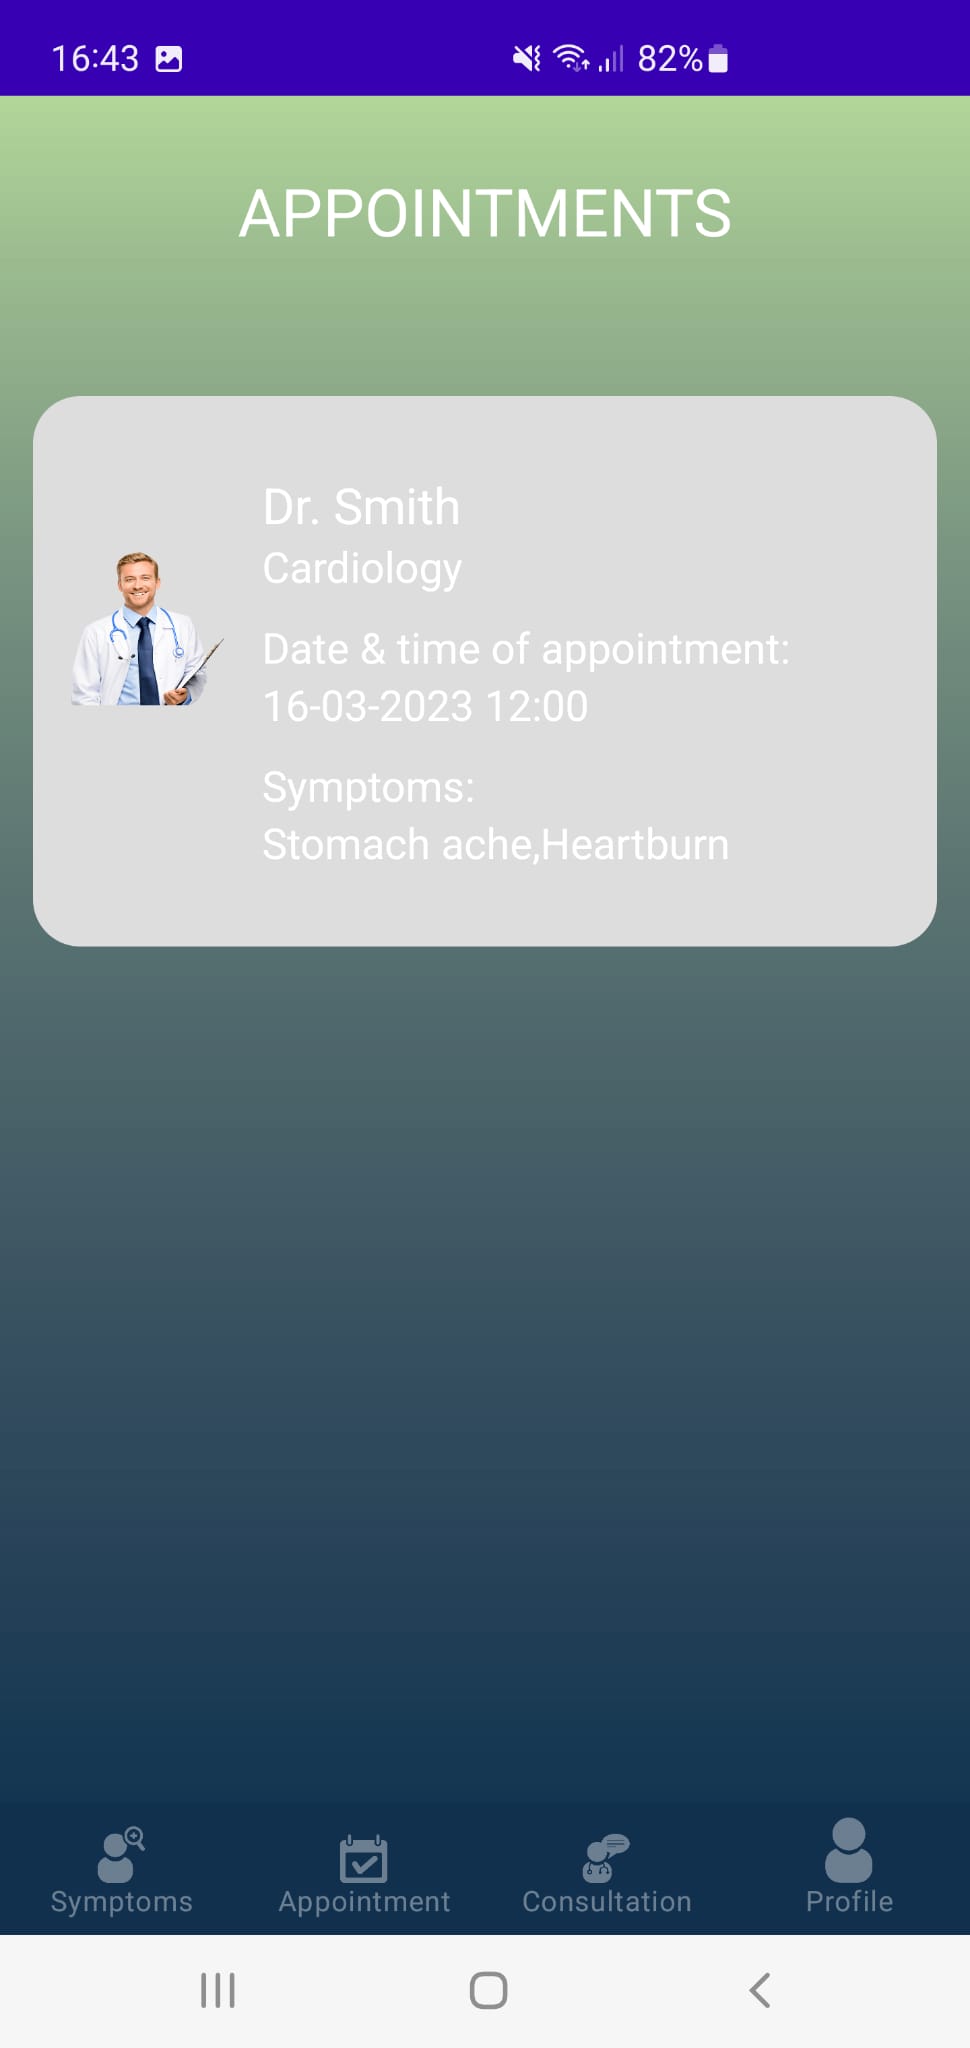 16:43
82%
APPOINTMENTS
Dr. Smith
Cardiology
Date & time of appointment:
16-03-2023 12:00
Symptoms:
Stomach ache,Heartburn
Symptoms
Appointment
Consultation
Profile